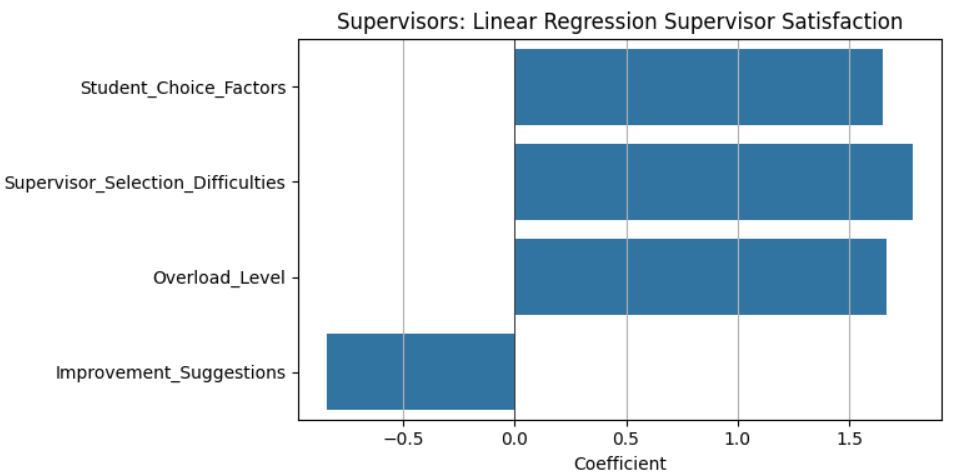 Supervisors: Linear Regression Supervisor Satisfaction
Student_Choice_Factors
Supervisor_Selection_Difficulties
Overload_Level
Improvement_Suggestions
−0.5 0.0 0.5 1.0 1.5
Coefficient